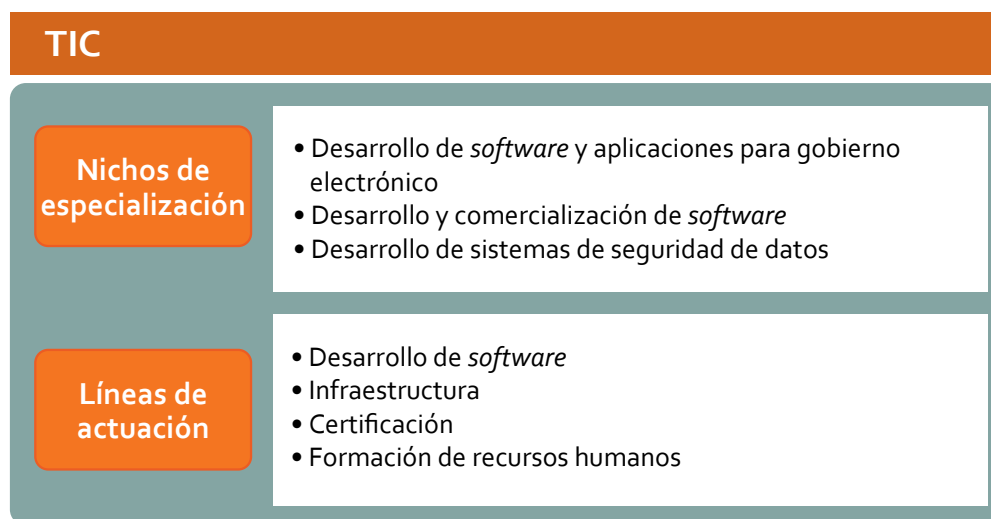 TIC
Nichos de
especialización
• Desarrollo de software y aplicaciones para gobierno
electrónico
• Desarrollo y comercialización de software
• Desarrollo de sistemas de seguridad de datos
Líneas de
actuación
• Desarrollo de software
• Infraestructura
• Certificación
• Formación de recursos humanos